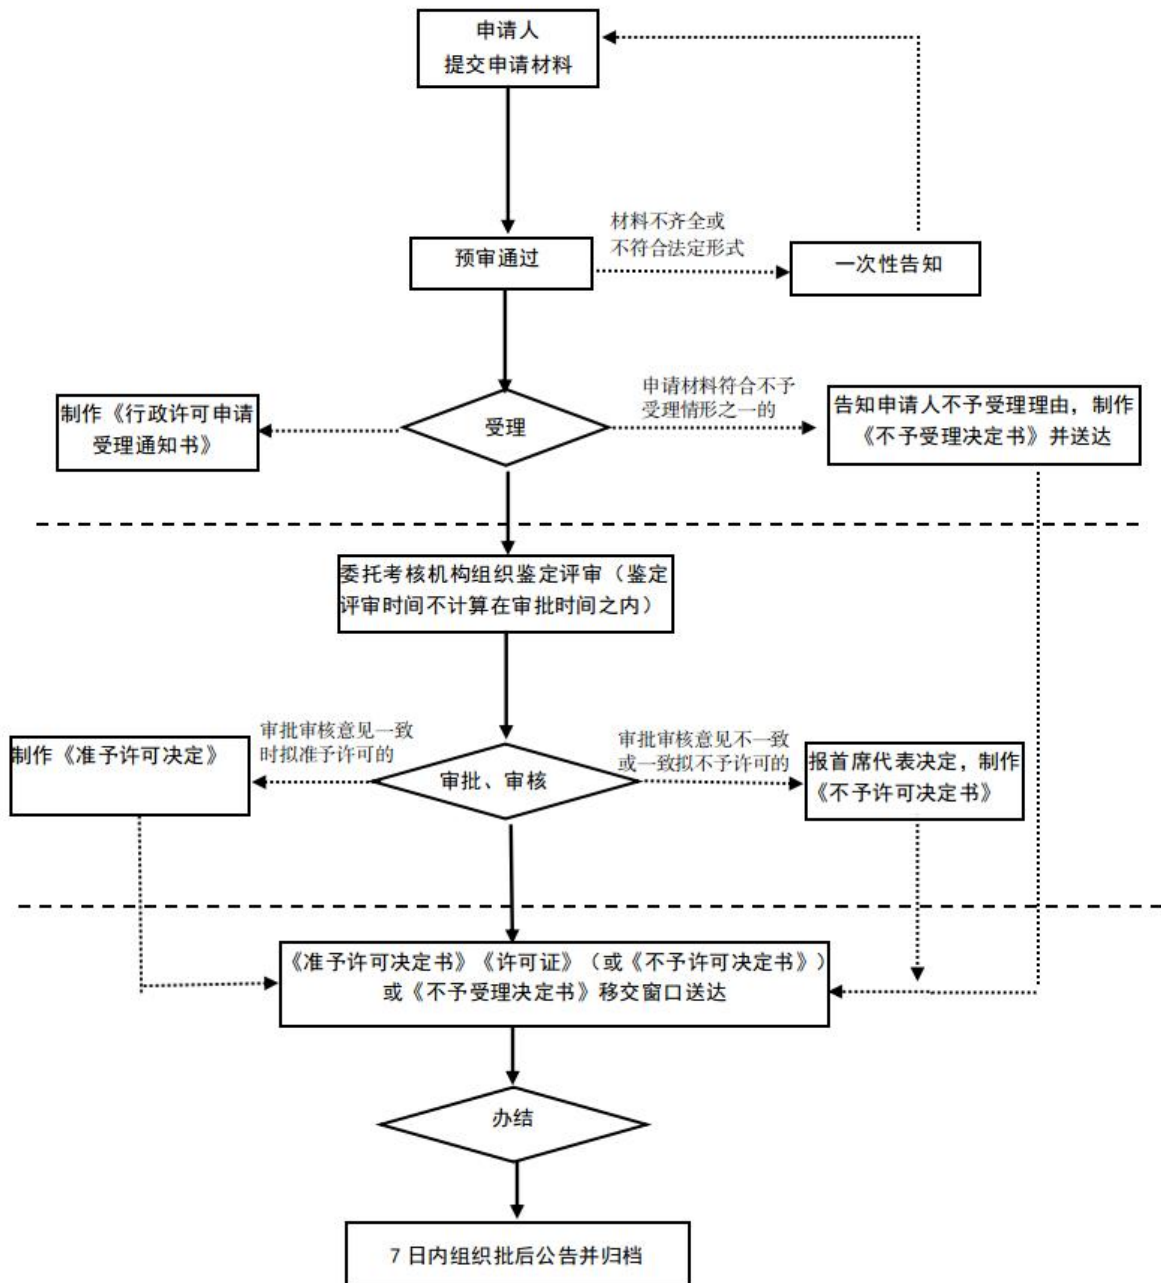 申请人
提交申请材料
材料不齐全或
不符合法定形式
预审通过
一次性告知
制作《行政许可申请
受理通知书》
受理
申请材料符合不予
受理情形之一的
告知申请人不予受理理由，制作
《不予受理决定书》并送达
委托考核机构组织鉴定评审（鉴定
评审时间不计算在审批时间之内）
制作《准予许可决定》
审批审核意见一致
时拟准予许可的
审批、审核
审批审核意见不一致
或一致拟不予许可的
报首席代表决定，制作
《不予许可决定书》
《准予许可决定书》《许可证》（或《不予许可决定书》）
或《不予受理决定书》移交窗口送达
办结
7 日内组织批后公告并归档